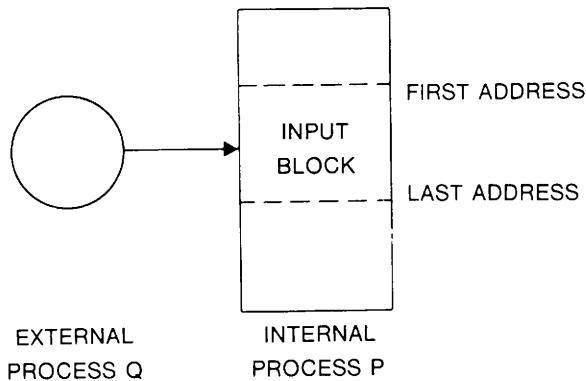 FIRST ADDRESS
INPUT
BLOCK
LAST ADDRESS
EXTERNAL
PROCESS Q
INTERNAL
PROCESS P